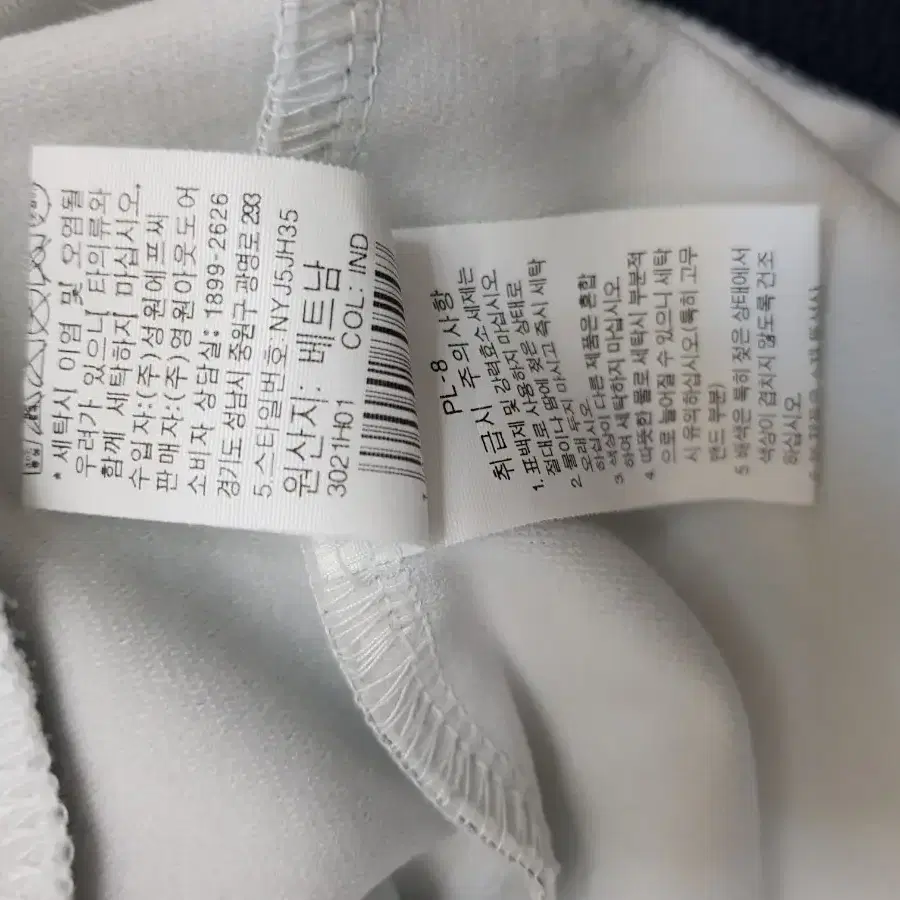 * 세탁시 이염 및 오염될
우려가 있으니 타의류와
함께 세탁하지 마십시오.
수입자:(주)성원에프씨
판매자:(주)영원아웃도어
소비자 상담실: 1899-2626
경기도 성남시 중원구 광명로 293
5.스타일번호:NYJ5JH35
원산지: 베트남
3021H01 COL: IND
PL-8
취급시 주의사항
1. 표백제 및 강력효소세제는
절대로 사용하지 마십시오
2 물이나 땀에 젖은 상태로
오래 두지 마시고 즉시 세탁
하십시오.
3 색상이 다른 제품은 혼합
하여 세탁하지 마십시오
4 따뜻한 물로 세탁시 부분적
으로 늘어질 수 있으니 세탁
시 유의하십시오(특히 고무
밴드 부분)
5 배색은 특히 젖은 상태에서
색상이 겹치지 않도록 건조
하십시오